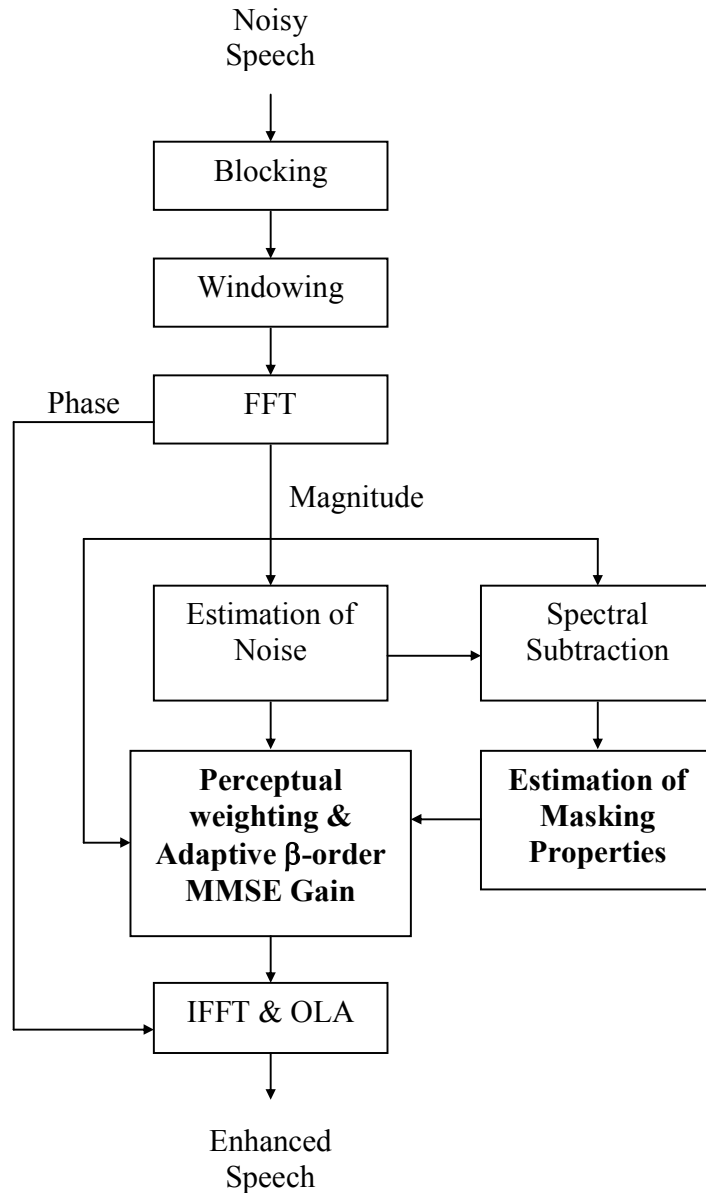 Noisy
Speech
Blocking
Windowing
Phase
FFT
Magnitude
Estimation of
Noise
Spectral
Subtraction
Perceptual
weighting &
Adaptive β-order
MMSE Gain
Estimation of
Masking
Properties
IFFT & OLA
Enhanced
Speech